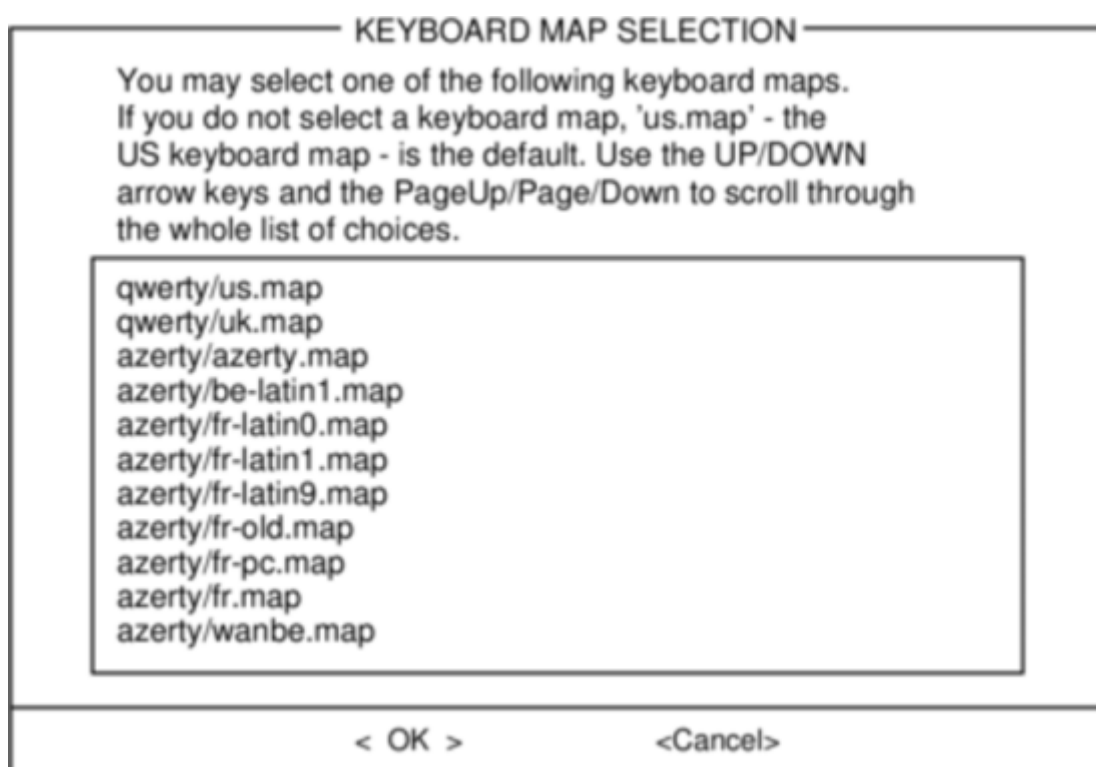 KEYBOARD MAP SELECTION
You may select one of the following keyboard maps.
If you do not select a keyboard map, 'us.map' - the
US keyboard map - is the default. Use the UP/DOWN
arrow keys and the PageUp/Page/Down to scroll through
the whole list of choices.
qwerty/us.map
qwerty/uk.map
azerty/azerty.map
azerty/be-latin1.map
azerty/fr-latin0.map
azerty/fr-latin1.map
azerty/fr-latin9.map
azerty/fr-old.map
azerty/fr-pc.map
azerty/fr.map
azerty/wanbe.map
< OK > <Cancel>